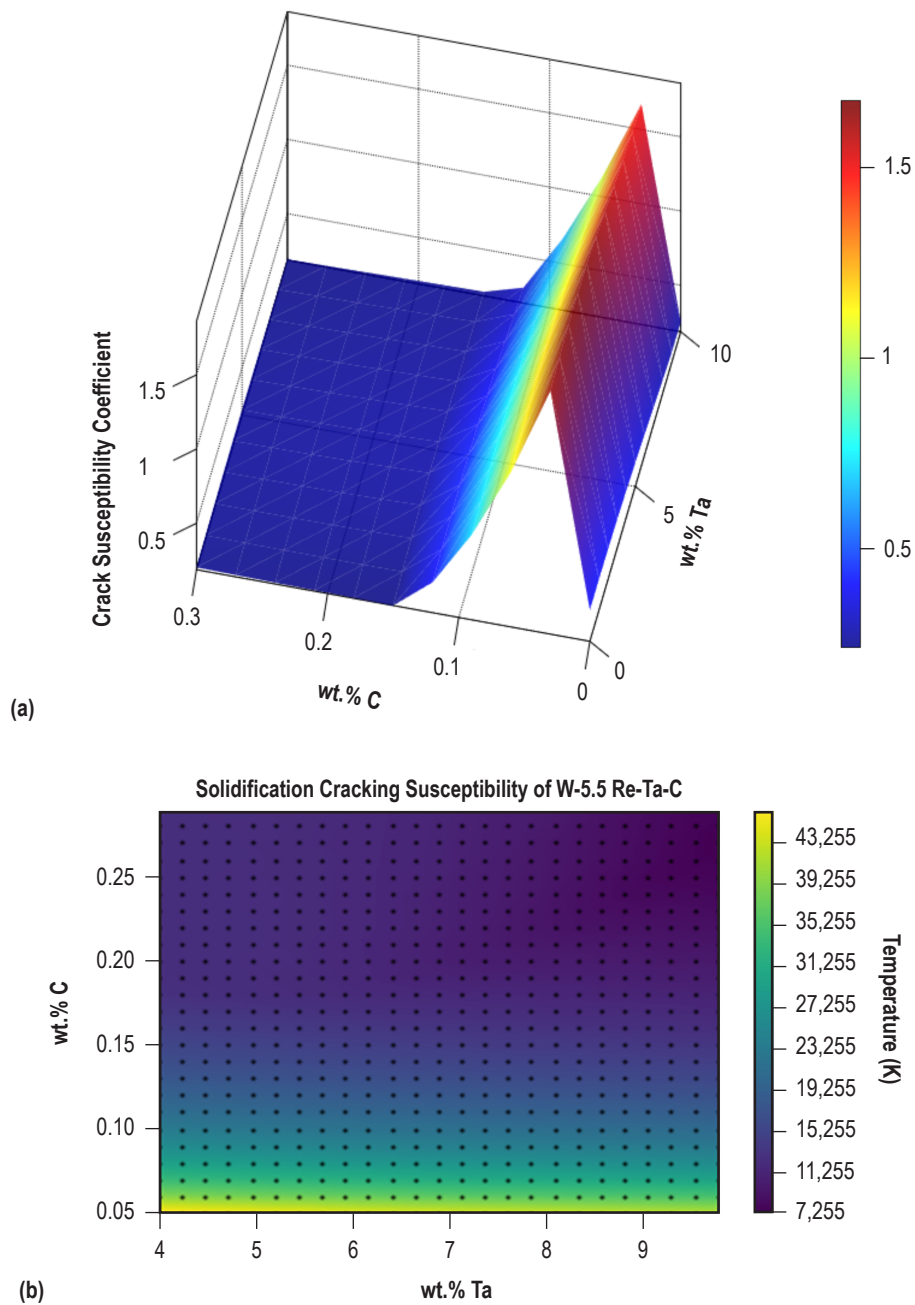 1.5
1
0.5
Crack Susceptibility Coefficient
1.5
1
0.5
0.3
0.2
0.1
0
0
5
10
wt.% C
wt.% Ta
(a)
Solidification Cracking Susceptibility of W-5.5 Re-Ta-C
0.25
0.20
0.15
0.10
0.05
wt.% C
4 5 6 7 8 9
wt.% Ta
43,255
39,255
35,255
31,255
27,255
23,255
19,255
15,255
11,255
7,255
Temperature (K)
(b)